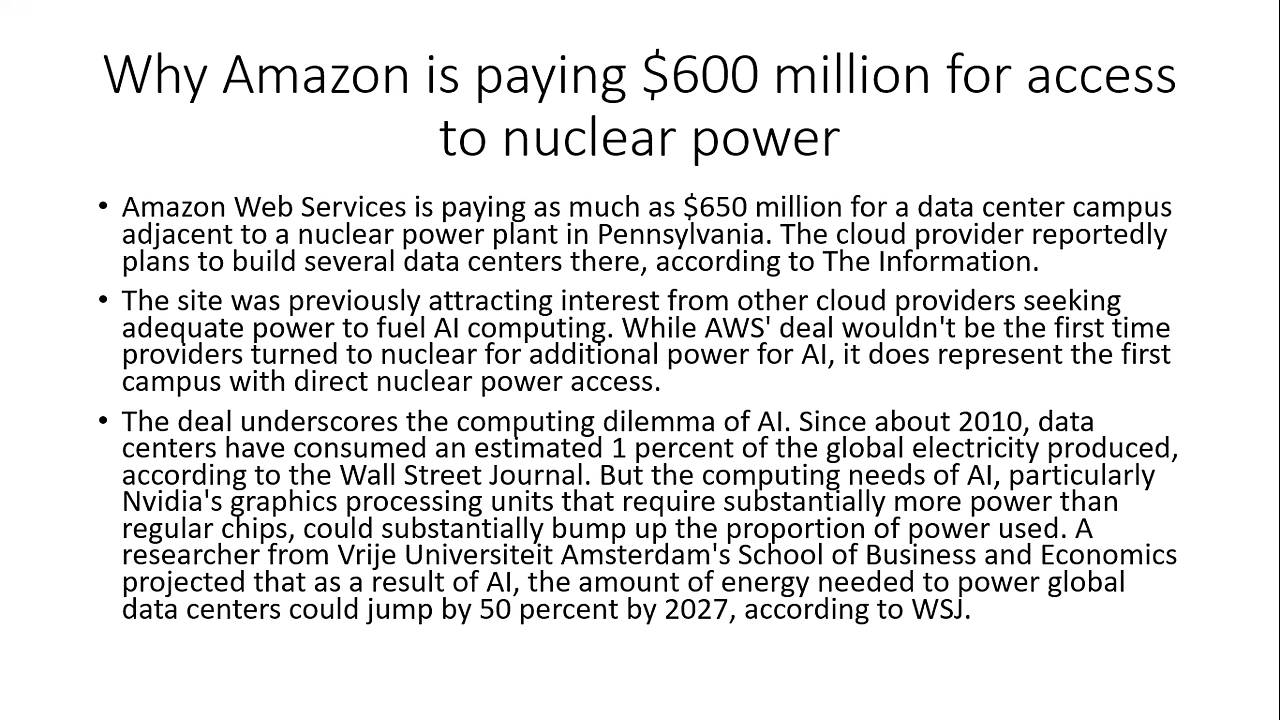 Why Amazon is paying $600 million for access
to nuclear power
• Amazon Web Services is paying as much as $650 million for a data center campus
adjacent to a nuclear power plant in Pennsylvania. The cloud provider reportedly
plans to build several data centers there, according to The Information.
• The site was previously attracting interest from other cloud providers seeking
adequate power to fuel AI computing. While AWS' deal wouldn't be the first time
providers turned to nuclear for additional power for AI, it does represent the first
campus with direct nuclear power access.
• The deal underscores the computing dilemma of AI. Since about 2010, data
centers have consumed an estimated 1 percent of the global electricity produced,
according to the Wall Street Journal. But the computing needs of AI, particularly
Nvidia's graphics processing units that require substantially more power than
regular chips, could substantially bump up the proportion of power used. A
researcher from Vrije Universiteit Amsterdam's School of Business and Economics
projected that as a result of AI, the amount of energy needed to power global
data centers could jump by 50 percent by 2027, according to WSJ.